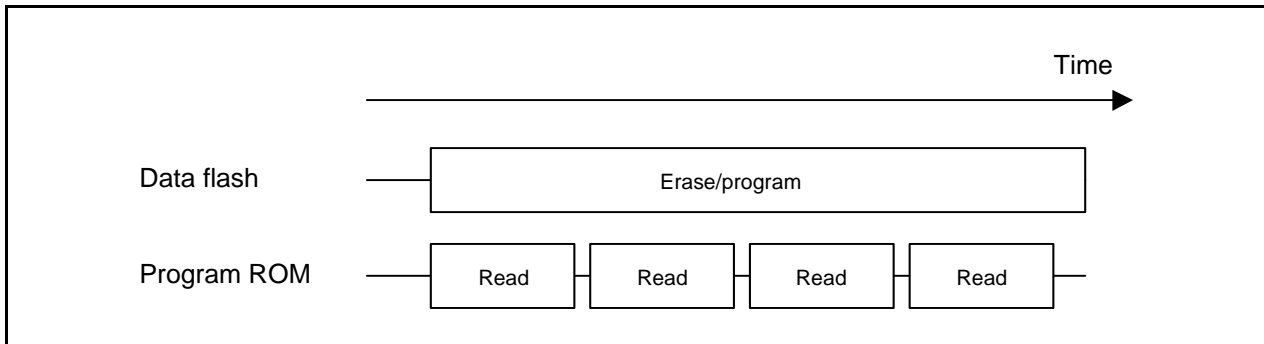 Time
Data flash
Erase/program
Program ROM
Read
Read
Read
Read